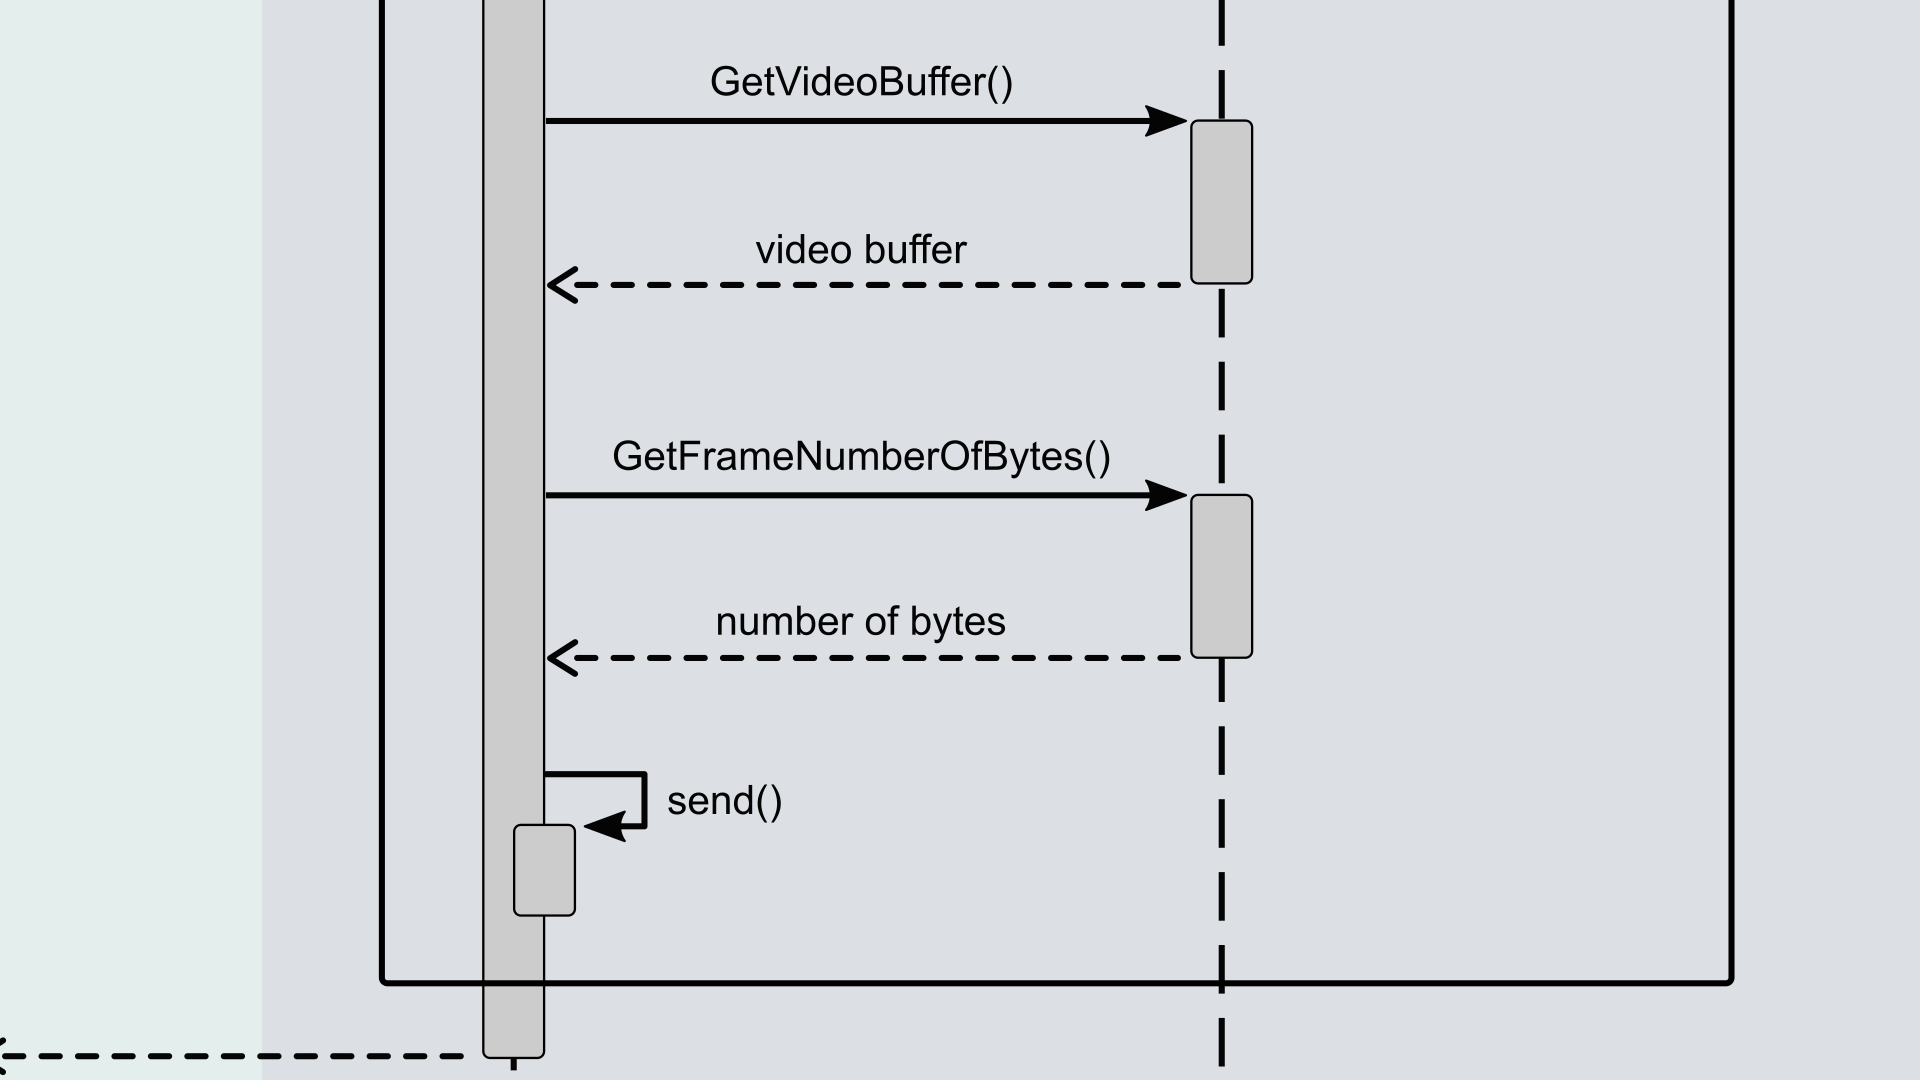 GetVideoBuffer()
video buffer
GetFrameNumberOfBytes()
number of bytes
send()